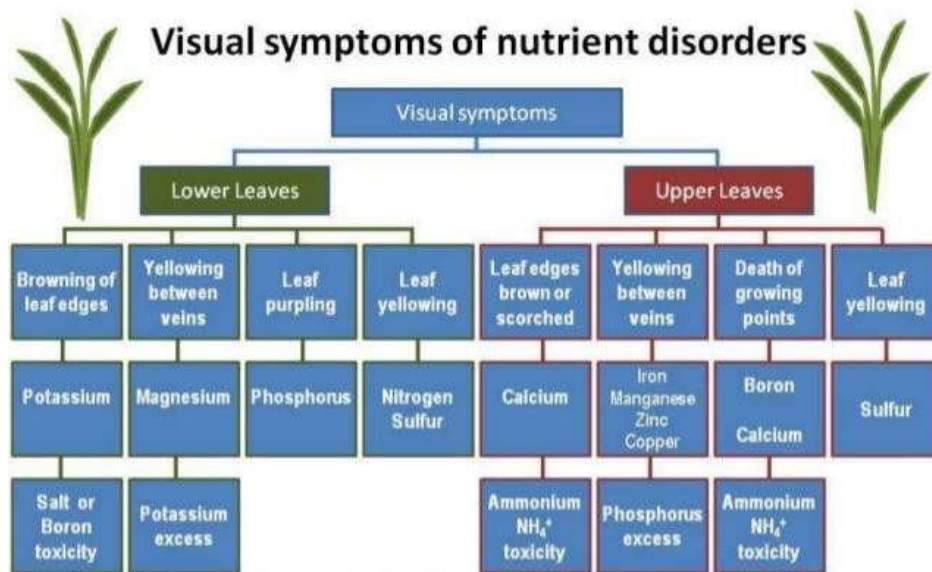 Visual symptoms of nutrient disorders
Visual symptoms
Lower Leaves
Upper Leaves
Browning of
leaf edges
Yellowing
between
veins
Leaf
purpling
Leaf
yellowing
Leaf edges
brown or
scorched
Yellowing
between
veins
Death of
growing
points
Leaf
yellowing
Potassium
Magnesium
Phosphorus
Nitrogen
Sulfur
Calcium
Iron
Manganese
Zinc
Copper
Boron
Calcium
Sulfur
Salt or
Boron
toxicity
Potassium
excess
Ammonium
NH₄⁺
toxicity
Phosphorus
excess
Ammonium
NH₄⁺
toxicity